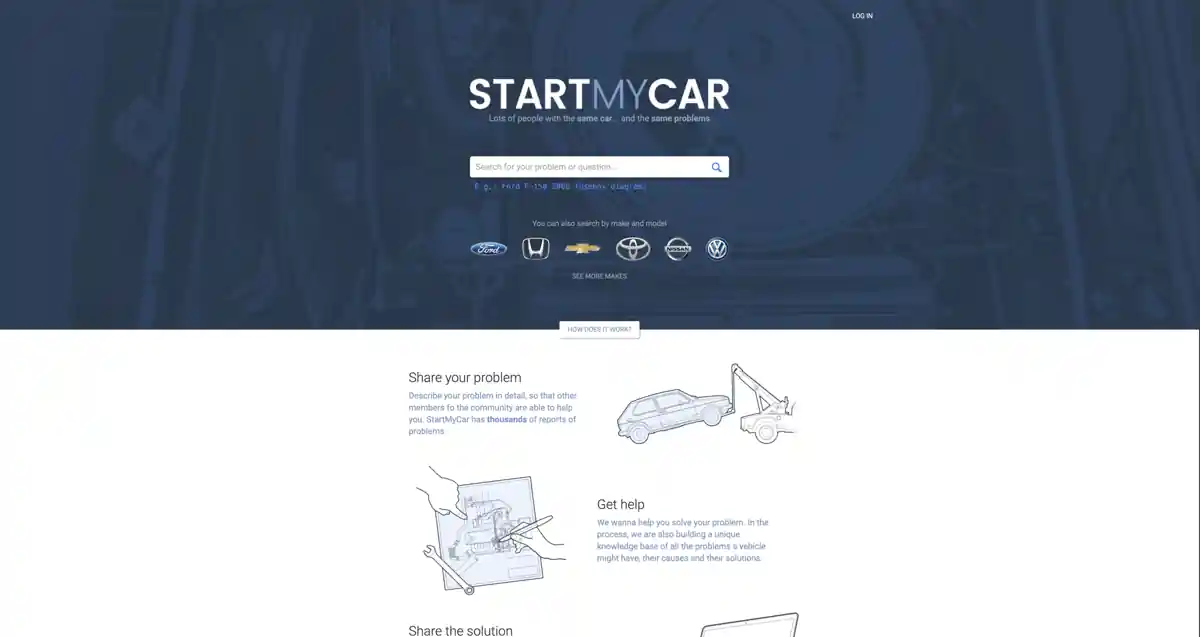 LOG IN
STARTMYCAR
Lots of people with the same car... and the same problems
Search for your problem or question...
E.g.: Ford F-150 2008 fusebox diagram
You can also search by make and model
Ford
NISSAN
SEE MORE MAKES
HOW DOES IT WORK?
Share your problem
Describe your problem in detail, so that other
members fo the community are able to help
you. StartMyCar has thousands of reports of
problems
Get help
We wanna help you solve your problem. In the
process, we are also building a unique
knowledge base of all the problems a vehicle
might have, their causes and their solutions.
Share the solution